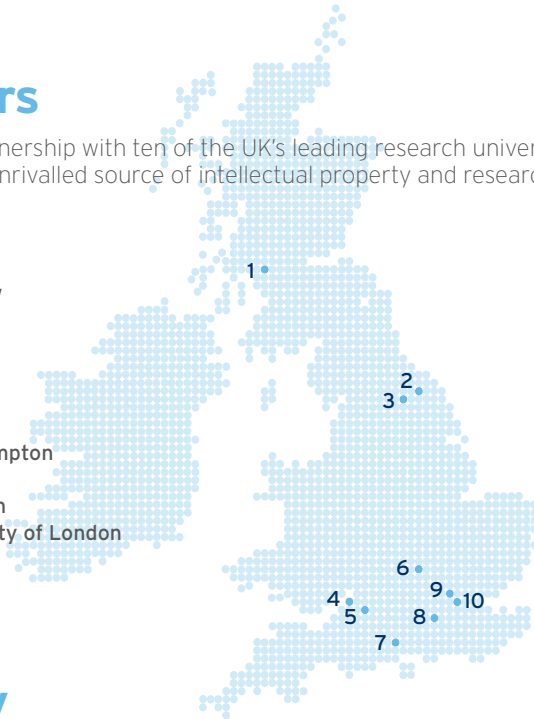 rs
nership with ten of the UK's leading research univer
nrivalled source of intellectual property and researc
1
y
2
3
mpton
n
ty of London
6
9
4
10
5
8
7
y